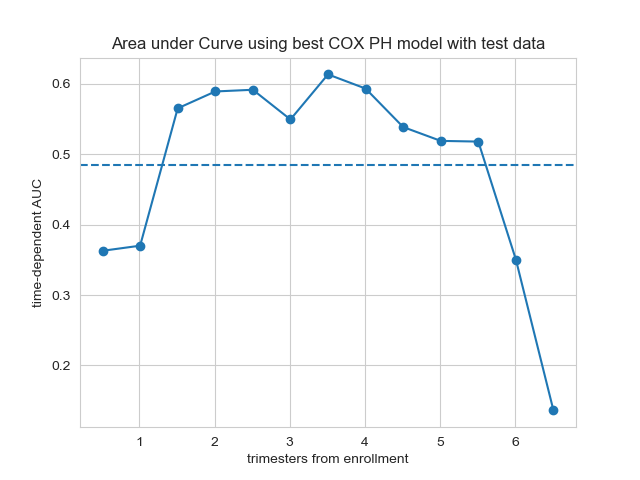 Area under Curve using best COX PH model with test data
time-dependent AUC
0.6
0.5
0.4
0.3
0.2
1 2 3 4 5 6
trimesters from enrollment